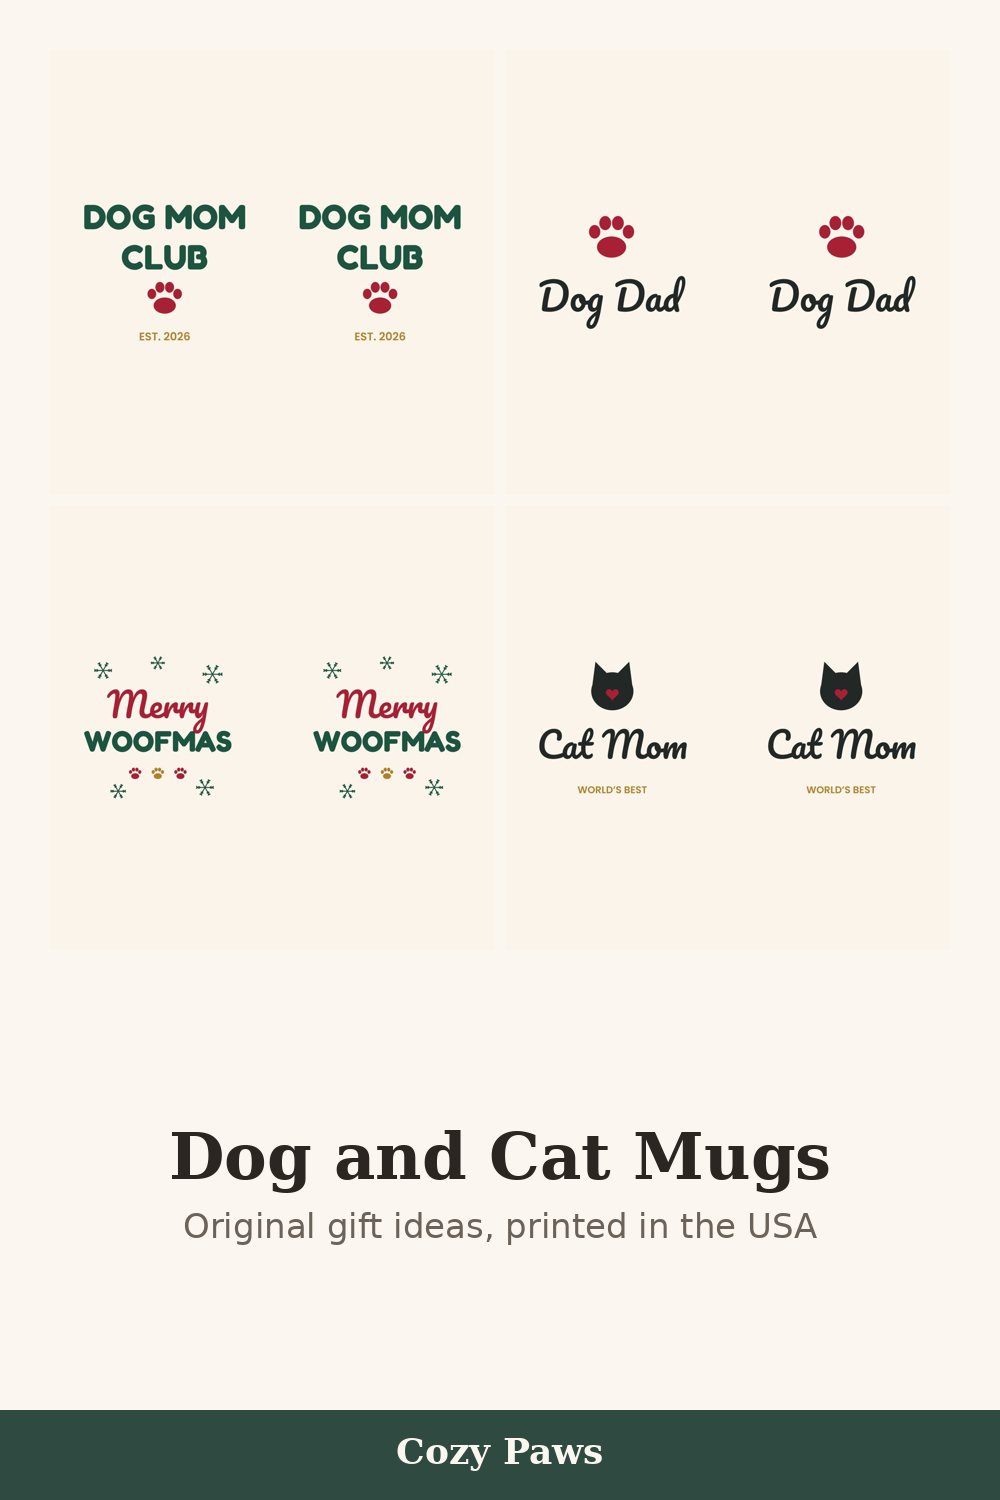 DOG MOM
CLUB
EST. 2026
DOG MOM
CLUB
EST. 2026
Dog Dad
Dog Dad
Merry
WOOFMAS
Merry
WOOFMAS
Cat Mom
WORLD'S BEST
Cat Mom
WORLD'S BEST
Dog and Cat Mugs
Original gift ideas, printed in the USA
Cozy Paws